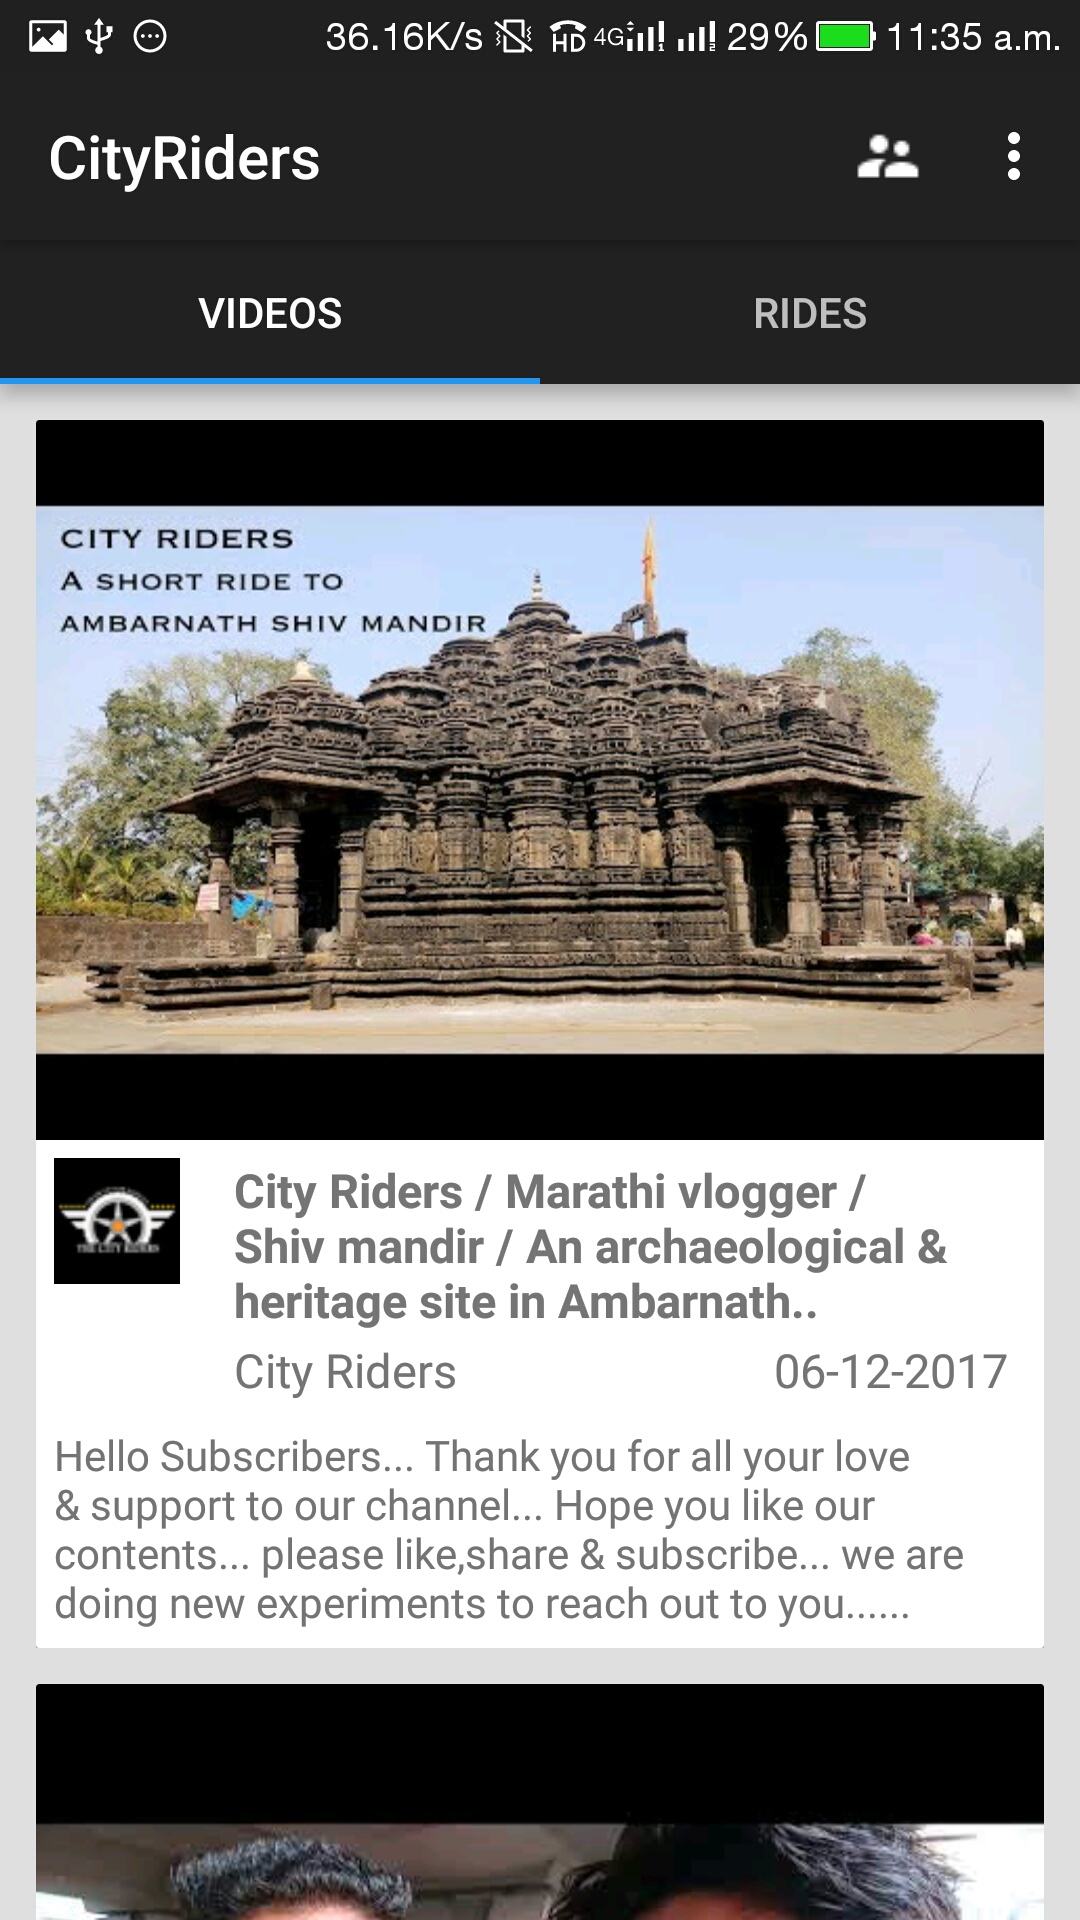 36.16K/s HD 4G 29% 11:35 a.m.
CityRiders
VIDEOS RIDES
CITY RIDERS
A SHORT RIDE TO
AMBARNATH SHIV MANDIR
THE CITY RIDERS
City Riders / Marathi vlogger /
Shiv mandir / An archaeological &
heritage site in Ambarnath..
City Riders 06-12-2017
Hello Subscribers... Thank you for all your love
& support to our channel... Hope you like our
contents... please like,share & subscribe... we are
doing new experiments to reach out to you......